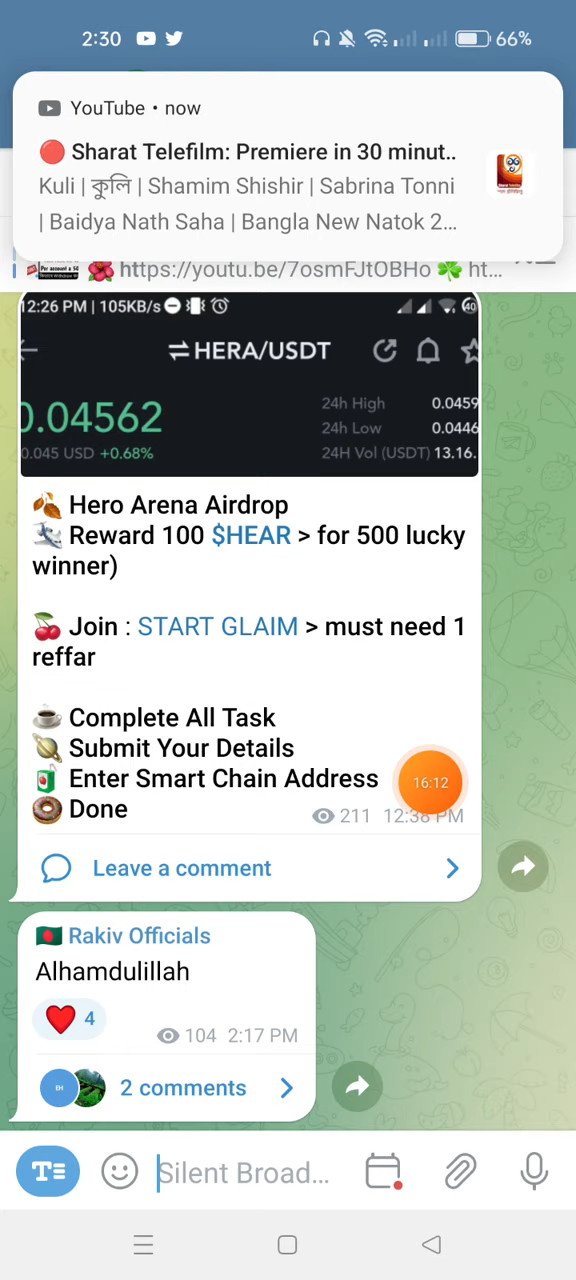 2:30
66%
YouTube • now
🔴 Sharat Telefilm: Premiere in 30 minut..
Kuli | কুলি | Shamim Shishir | Sabrina Tonni
| Baidya Nath Saha | Bangla New Natok 2...
🌺 https://youtu.be/7osmFJtOBHo ☘️ ht...
12:26 PM | 105KB/s
40
HERA/USDT
0.04562
24h High 0.0459
24h Low 0.0446
0.045 USD +0.68%
24H Vol (USDT) 13.16.
🍂 Hero Arena Airdrop
Reward 100 $HEAR > for 500 lucky
winner)
🍒 Join : START GLAIM > must need 1
reffar
☕ Complete All Task
🪐 Submit Your Details
🧃 Enter Smart Chain Address
16:12
🍩 Done
211 12:38 PM
Leave a comment
🇧🇩 Rakiv Officials
Alhamdulillah
❤️ 4
104 2:17 PM
2 comments
Silent Broad...